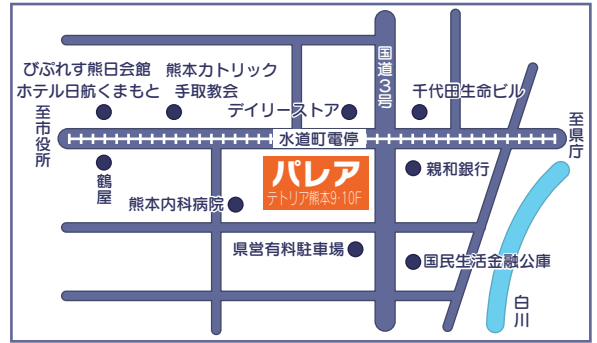 びぷれす熊日会館
ホテル日航くまもと
熊本カトリック
手取教会
国道3号
千代田生命ビル
デイリーストア
至市役所
水道町電停
至県庁
鶴屋
パレア
テトリア熊本9・10F
親和銀行
熊本内科病院
県営有料駐車場
国民生活金融公庫
白川